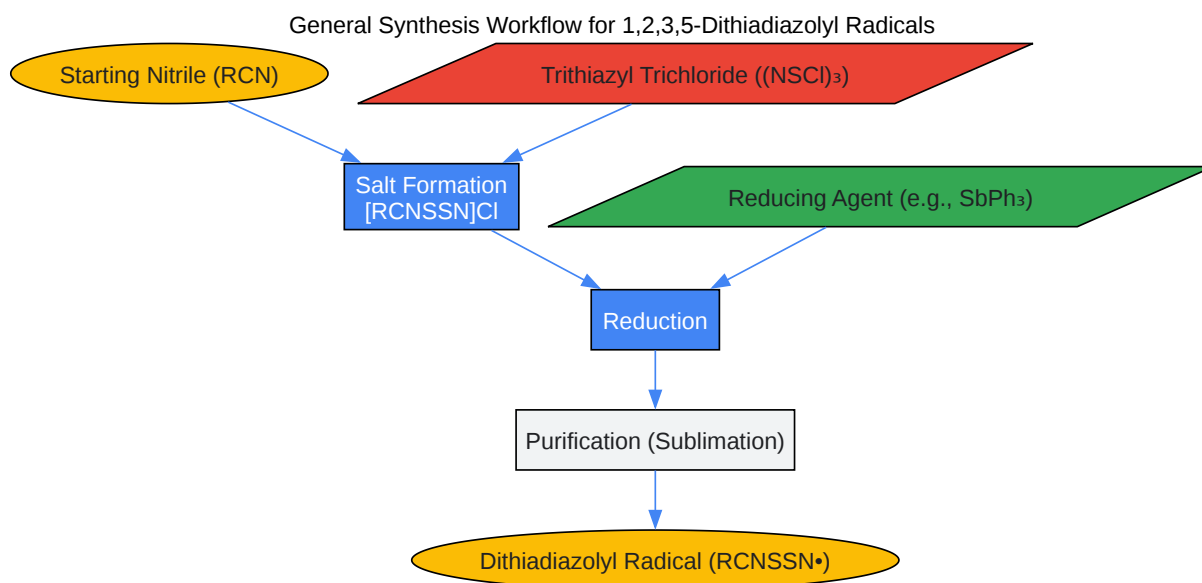 General Synthesis Workflow for 1,2,3,5-Dithiadiazolyl Radicals
Starting Nitrile (RCN)
Trithiazyl Trichloride ((NSCl)₃)
Salt Formation
[RCNSSN]Cl
Reducing Agent (e.g., SbPh₃)
Reduction
Purification (Sublimation)
Dithiadiazolyl Radical (RCNSSN•)